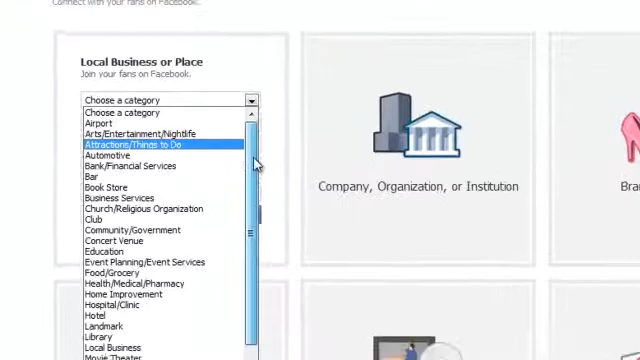 Connect with your fans on Facebook.
Local Business or Place
Join your fans on Facebook.
Choose a category
Choose a category
Airport
Arts/Entertainment/Nightlife
Attractions/Things to Do
Automotive
Bank/Financial Services
Bar
Book Store
Business Services
Church/Religious Organization
Club
Community/Government
Concert Venue
Education
Event Planning/Event Services
Food/Grocery
Health/Medical/Pharmacy
Home Improvement
Hospital/Clinic
Hotel
Landmark
Library
Local Business
Movie Theater
Company, Organization, or Institution
Bra